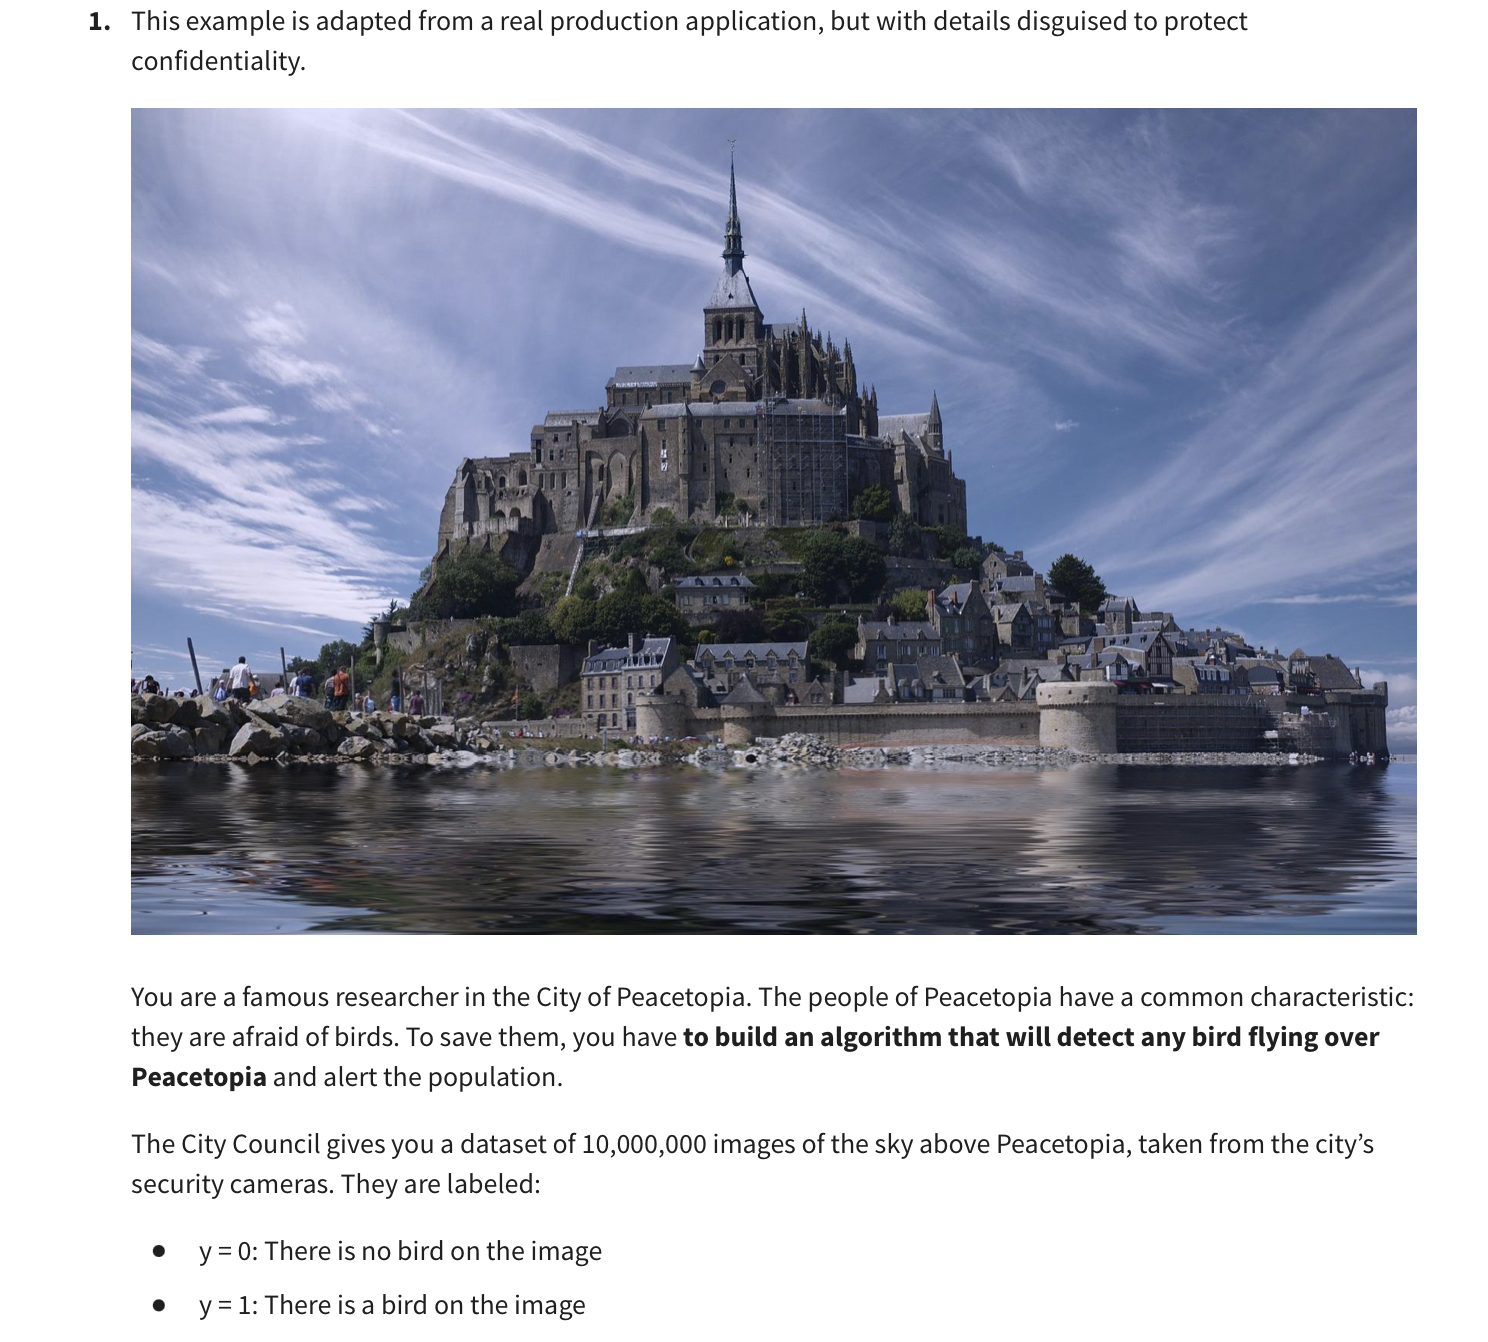 1. This example is adapted from a real production application, but with details disguised to protect
confidentiality.
You are a famous researcher in the City of Peacetopia. The people of Peacetopia have a common characteristic:
they are afraid of birds. To save them, you have to build an algorithm that will detect any bird flying over
Peacetopia and alert the population.
The City Council gives you a dataset of 10,000,000 images of the sky above Peacetopia, taken from the city’s
security cameras. They are labeled:
● y = 0: There is no bird on the image
● y = 1: There is a bird on the image